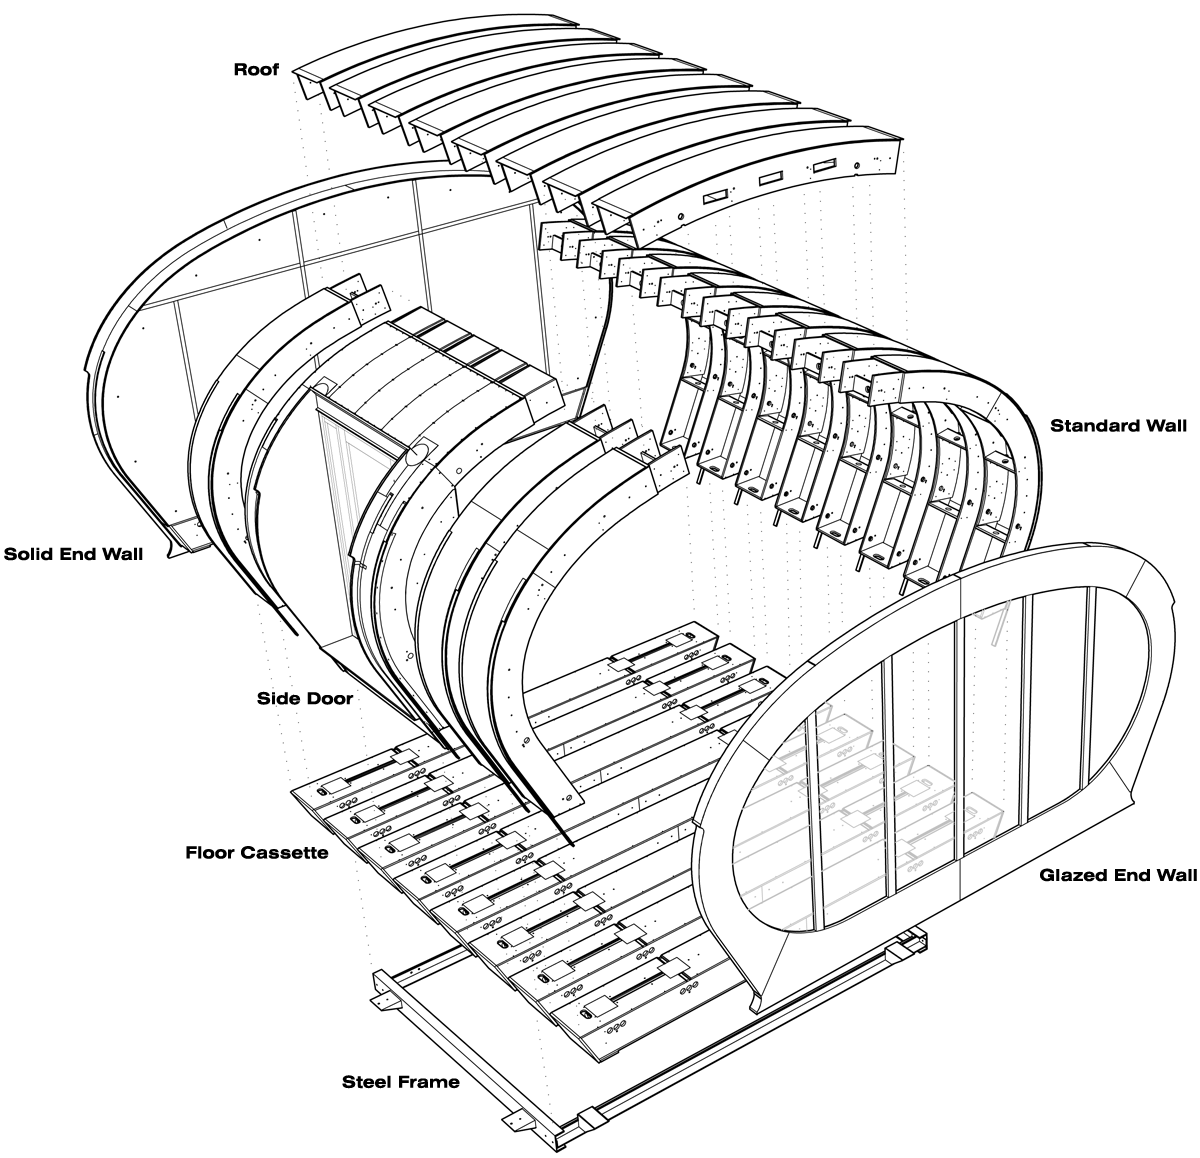 Roof
Standard Wall
Solid End Wall
Side Door
Floor Cassette
Glazed End Wall
Steel Frame